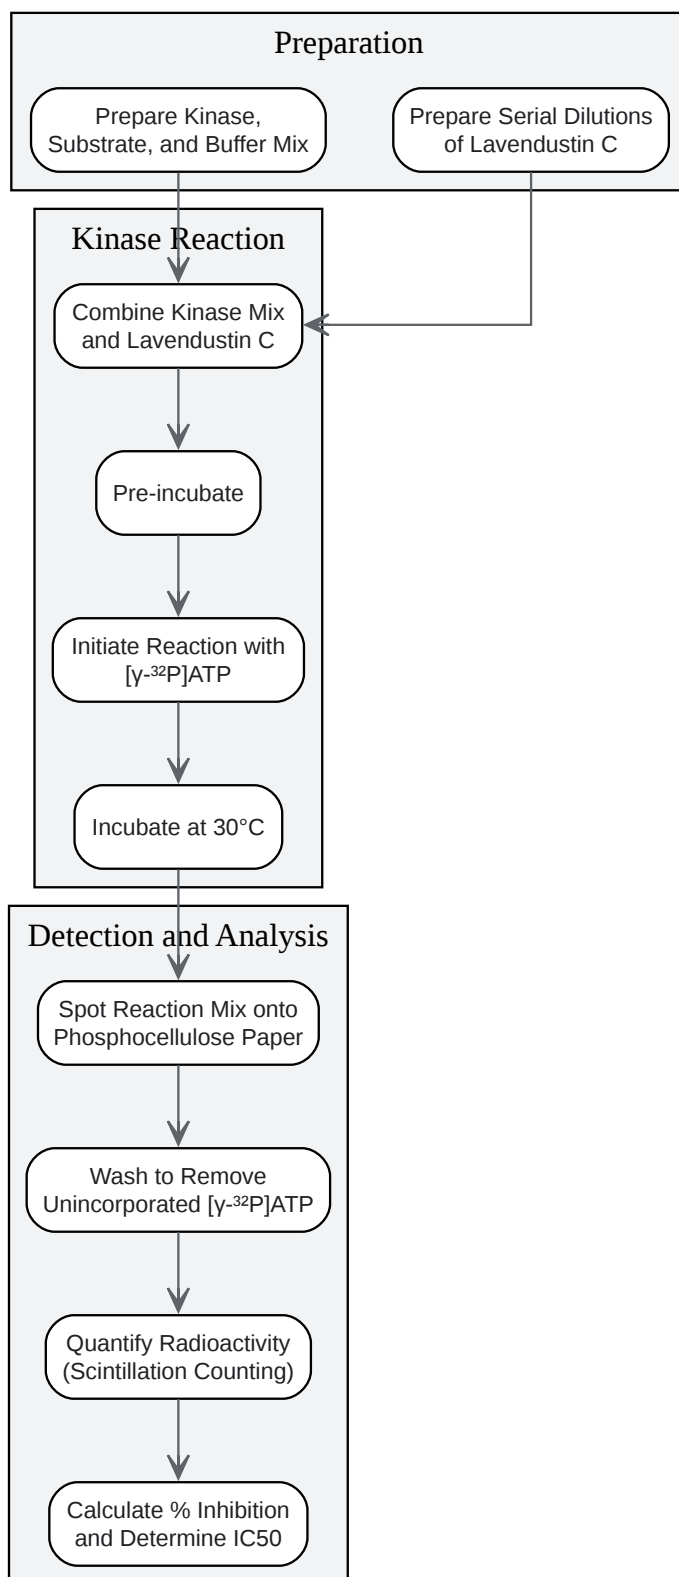 Preparation
Prepare Kinase,
Substrate, and Buffer Mix
Prepare Serial Dilutions
of Lavendustin C
Kinase Reaction
Combine Kinase Mix
and Lavendustin C
Pre-incubate
Initiate Reaction with
[γ-³²P]ATP
Incubate at 30°C
Detection and Analysis
Spot Reaction Mix onto
Phosphocellulose Paper
Wash to Remove
Unincorporated [γ-³²P]ATP
Quantify Radioactivity
(Scintillation Counting)
Calculate % Inhibition
and Determine IC50